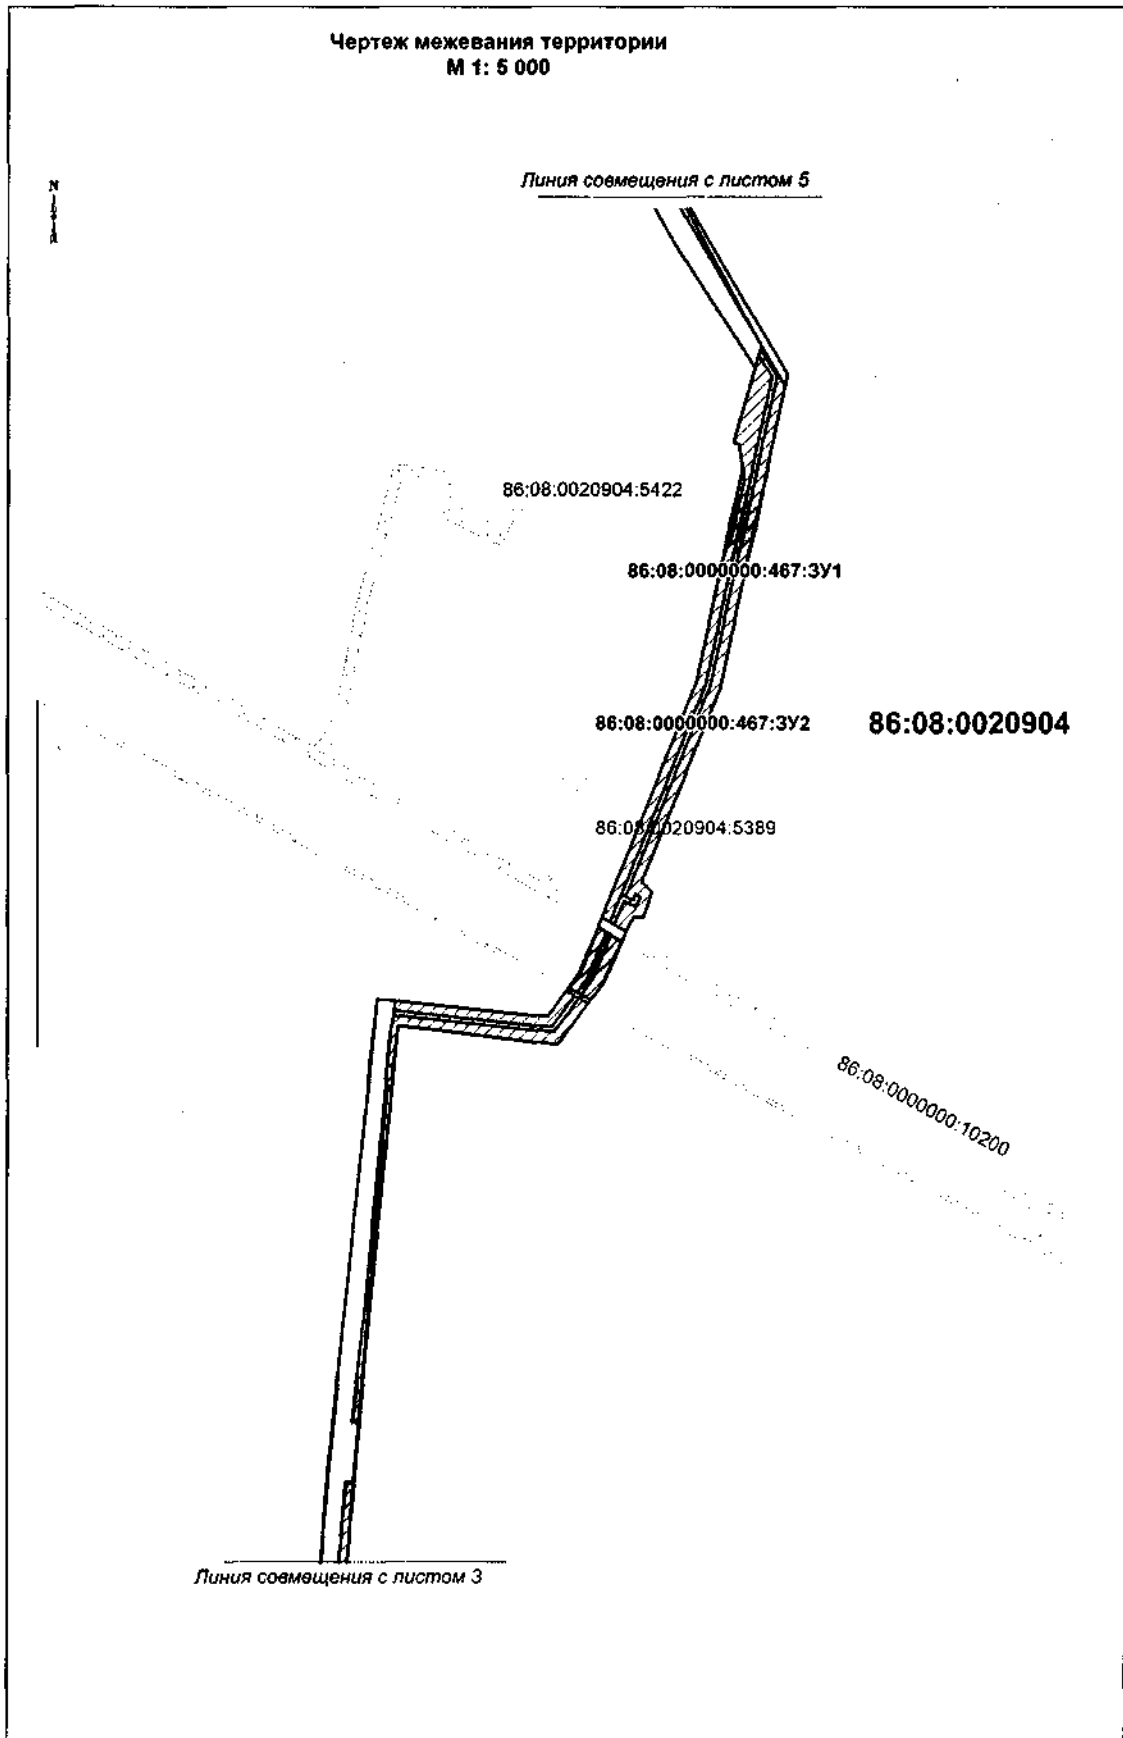 Чертеж межевания территории
М 1: 5 000
Линия совмещения с листом 5
N
86:08:0020904:5422
86:08:0000000:467:ЗУ1
86:08:0000000:467:ЗУ2
86:08:0020904
86:08:0020904:5389
86:08:0000000:10200
Линия совмещения с листом 3